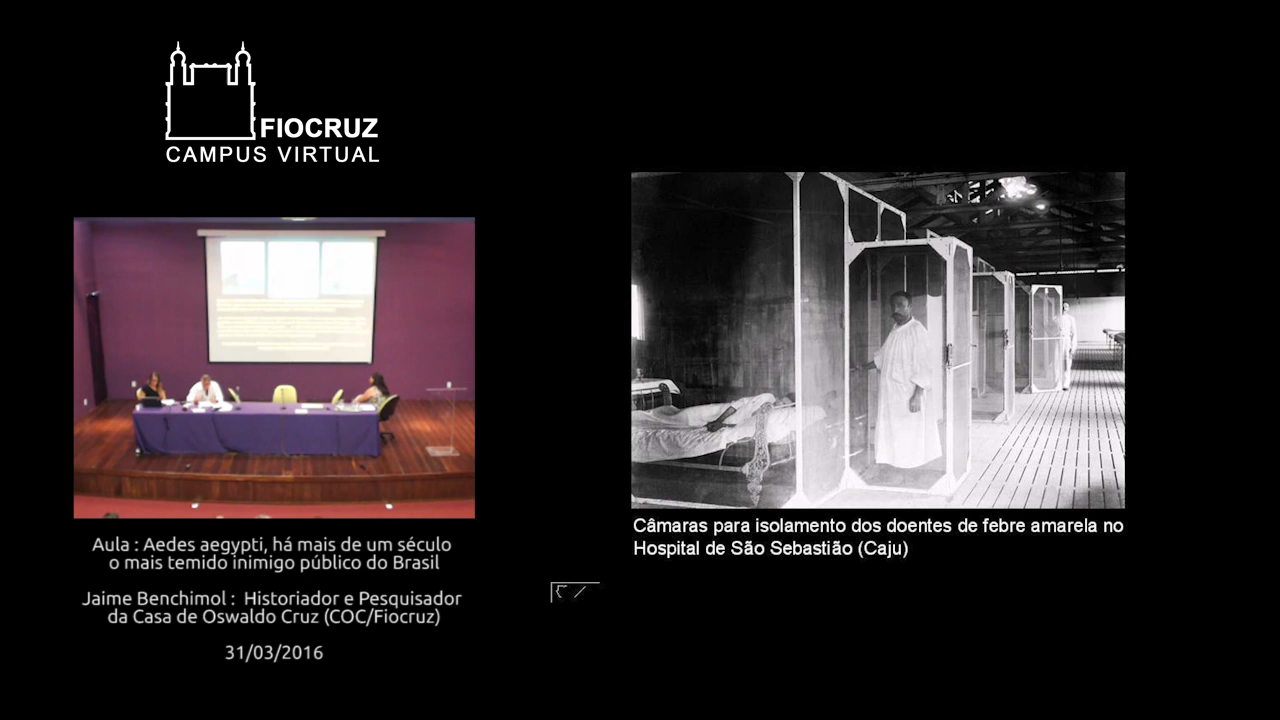 FIOCRUZ
CAMPUS VIRTUAL
Aula : Aedes aegypti, há mais de um século
o mais temido inimigo público do Brasil
Jaime Benchimol : Historiador e Pesquisador
da Casa de Oswaldo Cruz (COC/Fiocruz)
31/03/2016
Câmaras para isolamento dos doentes de febre amarela no
Hospital de São Sebastião (Caju)